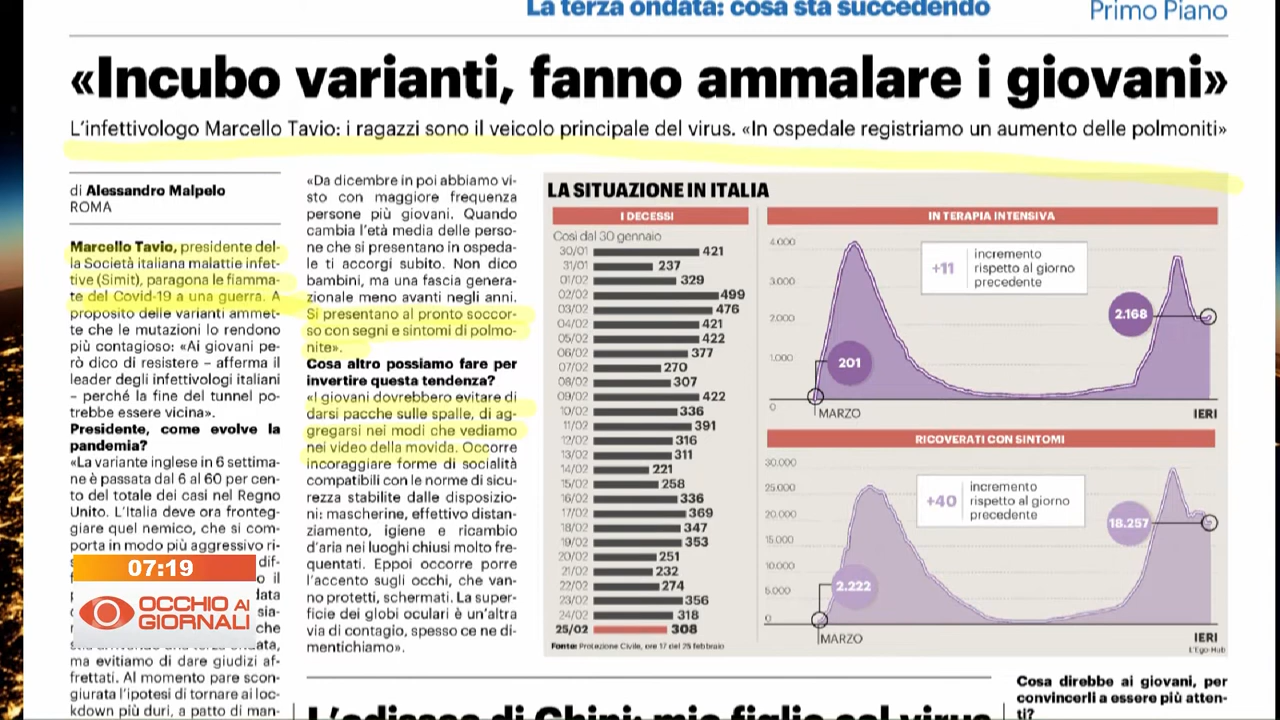 La terza ondata: cosa sta succedendo
Primo Piano
«Incubo varianti, fanno ammalare i giovani»
L'infettivologo Marcello Tavio: i ragazzi sono il veicolo principale del virus. «In ospedale registriamo un aumento delle polmoniti»
di Alessandro Malpelo
ROMA
Marcello Tavio, presidente del-
la Società italiana malattie infet-
tive (Simit), paragona le fiamma-
te del Covid-19 a una guerra. A
proposito delle varianti ammet-
te che le mutazioni lo rendono
più contagioso: «Ai giovani pe-
rò dico di resistere – afferma il
leader degli infettivologi italiani
– perché la fine del tunnel po-
trebbe essere vicina».
Presidente, come evolve la
pandemia?
«La variante inglese in 6 settima-
ne è passata dal 6 al 60 per cen-
to del totale dei casi nel Regno
Unito. L'Italia deve ora fronteg-
giare quel nemico, che si com-
porta in modo più aggressivo ri-
dif-
o il
data
sia-
che
ma evitiamo di dare giudizi af-
frettati. Al momento pare scon-
giurata l'ipotesi di tornare ai loc-
kdown più duri, a patto di man-
07:19
OCCHIO AI
GIORNALI
«Da dicembre in poi abbiamo vi-
sto con maggiore frequenza
persone più giovani. Quando
cambia l'età media delle perso-
ne che si presentano in ospeda-
le ti accorgi subito. Non dico
bambini, ma una fascia genera-
zionale meno avanti negli anni.
Si presentano al pronto soccor-
so con segni e sintomi di polmo-
nite».
Cosa altro possiamo fare per
invertire questa tendenza?
«I giovani dovrebbero evitare di
darsi pacche sulle spalle, di ag-
gregarsi nei modi che vediamo
nei video della movida. Occorre
incoraggiare forme di socialità
compatibili con le norme di sicu-
rezza stabilite dalle disposizio-
ni: mascherine, effettivo distan-
ziamento, igiene e ricambio
d'aria nei luoghi chiusi molto fre-
quentati. Eppoi occorre porre
l'accento sugli occhi, che van-
no protetti, schermati. La super-
ficie dei globi oculari è un'altra
via di contagio, spesso ce ne di-
mentichiamo».
LA SITUAZIONE IN ITALIA
I DECESSI
Così dal 30 gennaio
30/01 421
31/01 237
01/02 329
02/02 499
03/02 476
04/02 421
05/02 422
06/02 377
07/02 270
08/02 307
09/02 422
10/02 336
11/02 391
12/02 316
13/02 311
14/02 221
15/02 258
16/02 336
17/02 369
18/02 347
19/02 353
20/02 251
21/02 232
22/02 274
23/02 356
24/02 318
25/02 308
Fonte: Protezione Civile, ore 17 del 25 febbraio
IN TERAPIA INTENSIVA
4.000
3.000
2.000
1.000
0
+11
incremento
rispetto al giorno
precedente
2.168
201
MARZO
IERI
RICOVERATI CON SINTOMI
30.000
25.000
20.000
10.000
5.000
0
+40
incremento
rispetto al giorno
precedente
18.257
2.222
MARZO
IERI
L'Ego-Hub
Cosa direbbe ai giovani, per
convincerli a essere più atten-
ti?
L'odissea di Chini: mio figlio col virus